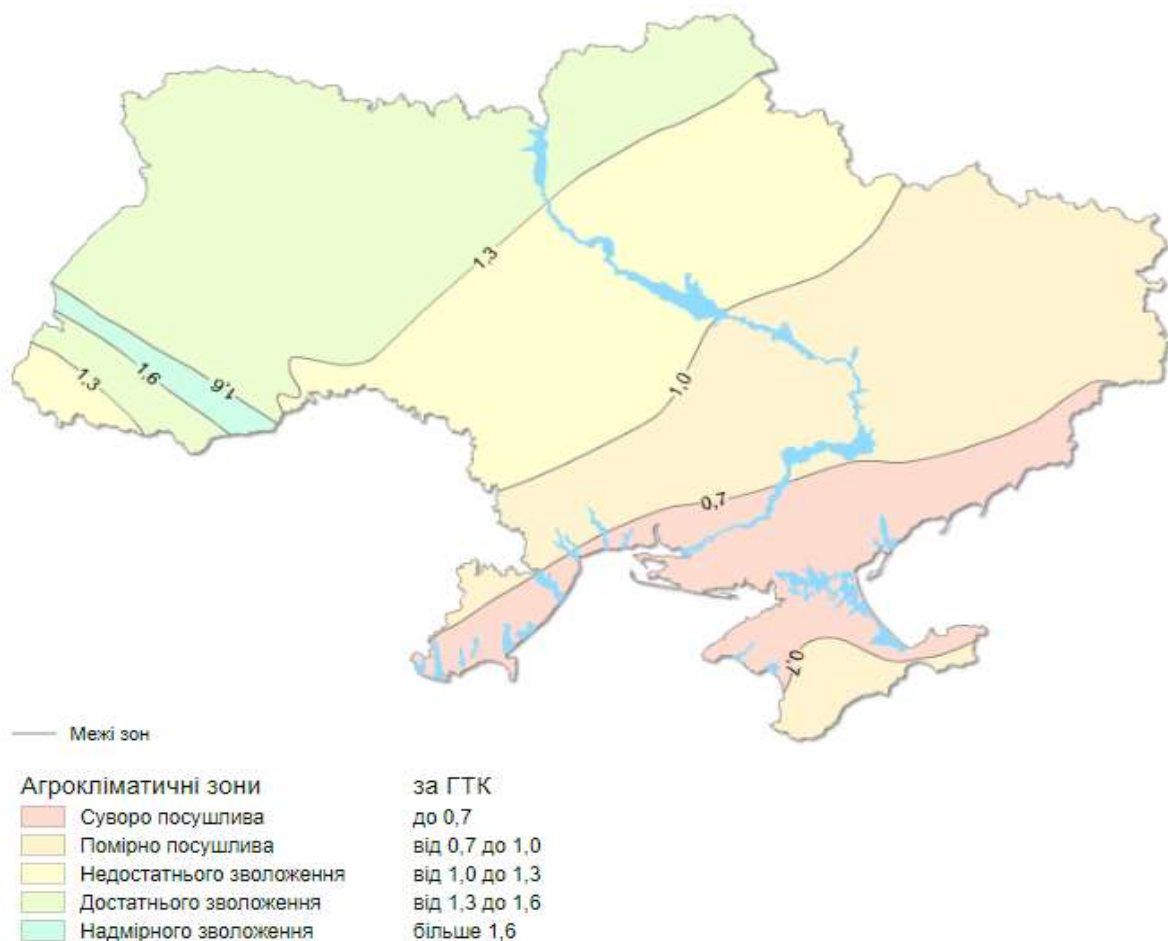 1,3
1,0
1,3
1,6
1,6
0,7
0,7
Межі зон
Агрокліматичні зони за ГТК
Суворо посушлива до 0,7
Помірно посушлива від 0,7 до 1,0
Недостатнього зволоження від 1,0 до 1,3
Достатнього зволоження від 1,3 до 1,6
Надмірного зволоження більше 1,6